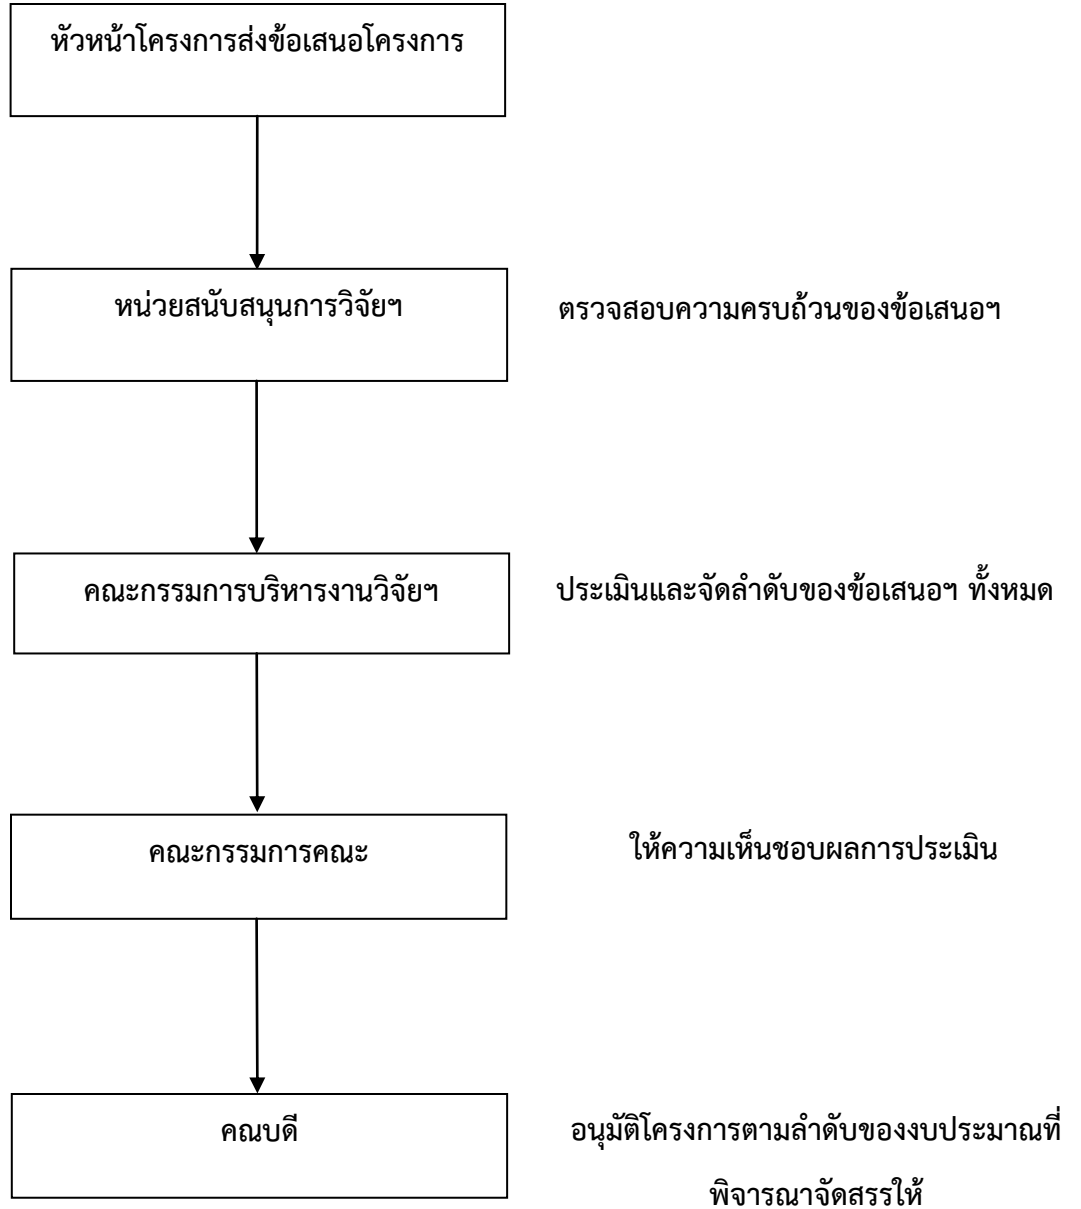 หัวหน้าโครงการส่งข้อเสนอโครงการ
หน่วยสนับสนุนการวิจัยฯ
ตรวจสอบความครบถ้วนของข้อเสนอฯ
คณะกรรมการบริหารงานวิจัยฯ
ประเมินและจัดลำดับของข้อเสนอฯ ทั้งหมด
คณะกรรมการคณะ
ให้ความเห็นชอบผลการประเมิน
คณบดี
อนุมัติโครงการตามลำดับของงบประมาณที่
พิจารณาจัดสรรให้